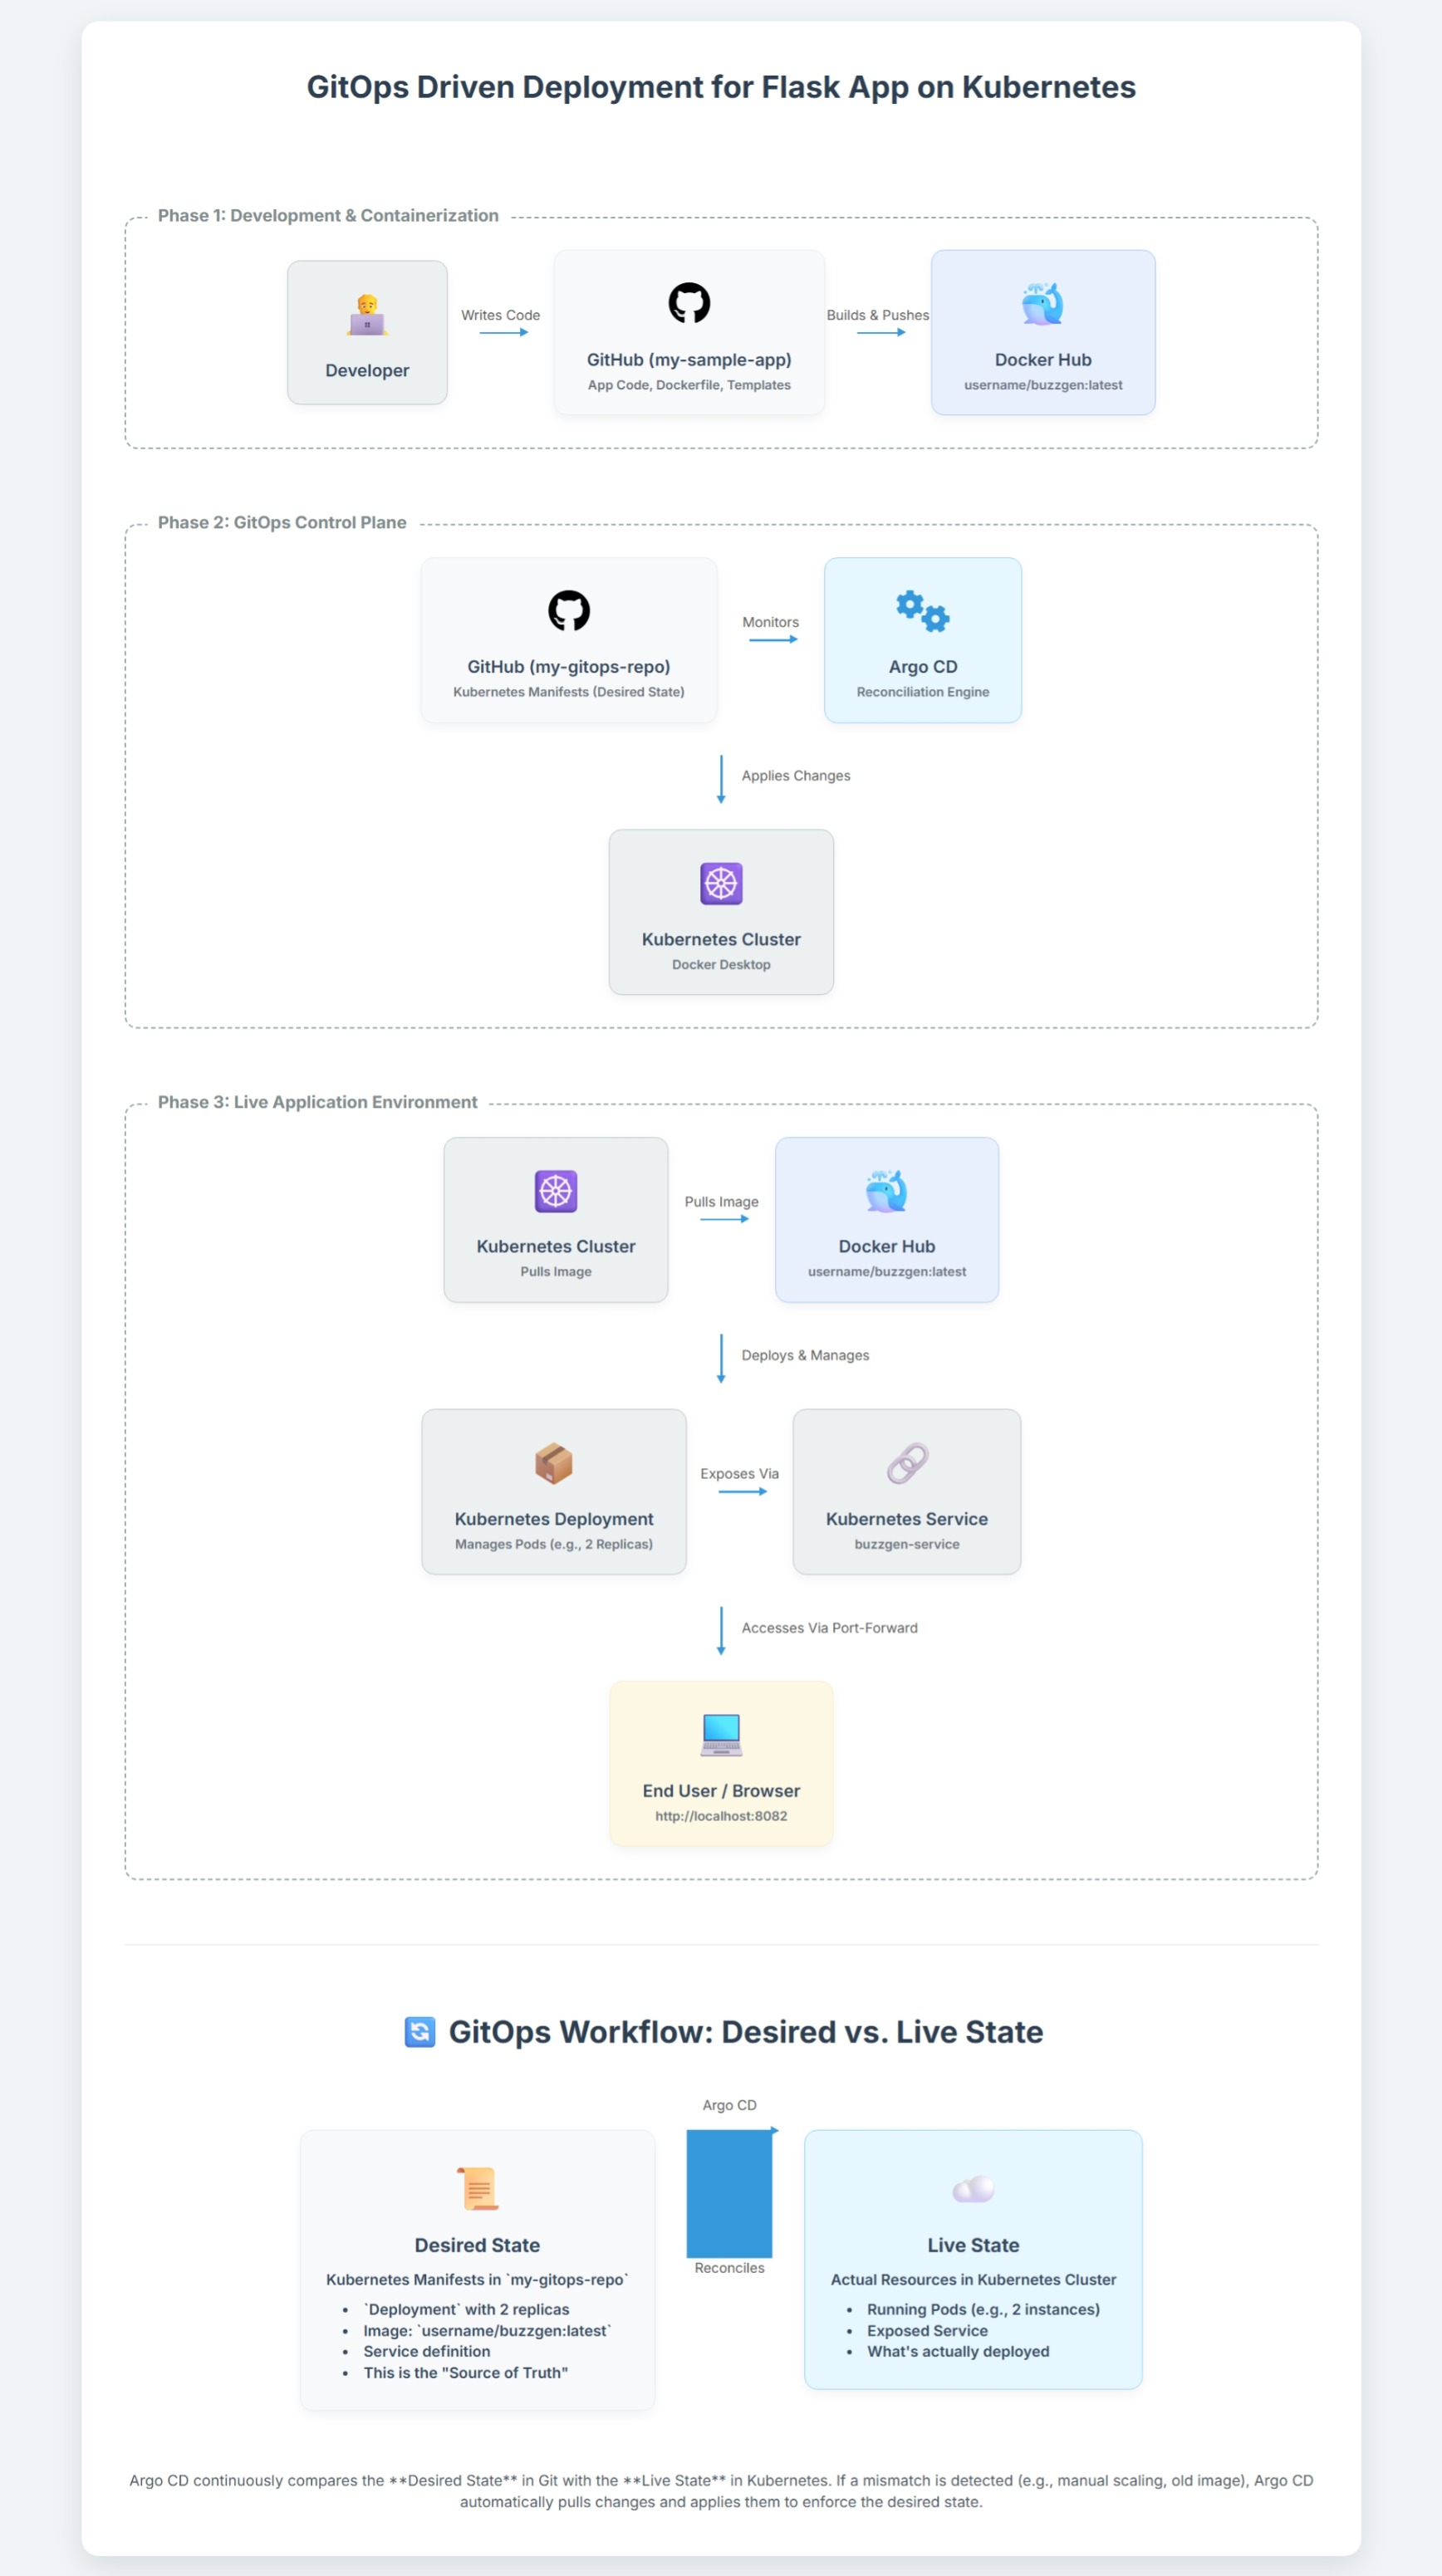 GitOps Driven Deployment for Flask App on Kubernetes
Phase 1: Development & Containerization
Developer
Writes Code
GitHub (my-sample-app)
App Code, Dockerfile, Templates
Builds & Pushes
Docker Hub
username/buzzgen:latest
Phase 2: GitOps Control Plane
GitHub (my-gitops-repo)
Kubernetes Manifests (Desired State)
Monitors
Argo CD
Reconciliation Engine
Applies Changes
Kubernetes Cluster
Docker Desktop
Phase 3: Live Application Environment
Kubernetes Cluster
Pulls Image
Pulls Image
Docker Hub
username/buzzgen:latest
Deploys & Manages
Kubernetes Deployment
Manages Pods (e.g., 2 Replicas)
Exposes Via
Kubernetes Service
buzzgen-service
Accesses Via Port-Forward
End User / Browser
http://localhost:8082
GitOps Workflow: Desired vs. Live State
Desired State
Kubernetes Manifests in `my-gitops-repo`
• `Deployment` with 2 replicas
• Image: `username/buzzgen:latest`
• Service definition
• This is the "Source of Truth"
Argo CD
Reconciles
Live State
Actual Resources in Kubernetes Cluster
• Running Pods (e.g., 2 instances)
• Exposed Service
• What's actually deployed
Argo CD continuously compares the **Desired State** in Git with the **Live State** in Kubernetes. If a mismatch is detected (e.g., manual scaling, old image), Argo CD
automatically pulls changes and applies them to enforce the desired state.